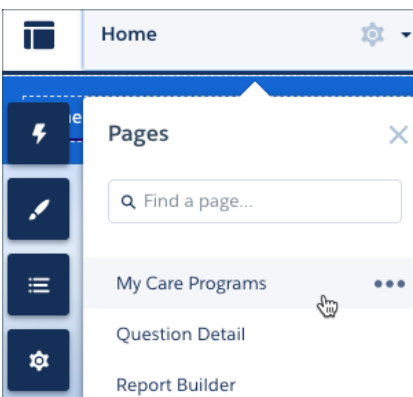 Home
Pages
Find a page...
My Care Programs
Question Detail
Report Builder